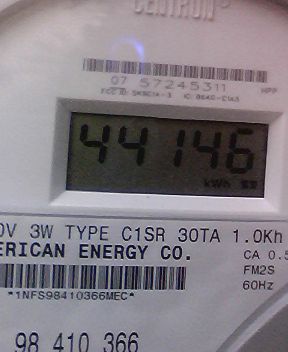 CENTRON
07 57245311 HPP
44146
kWh
0V 3W TYPE C1SR 30TA 1.0Kh
ERICAN ENERGY CO. CA 0.5
FM2S
*1NFS98410366MEC* 60Hz
98 410 366